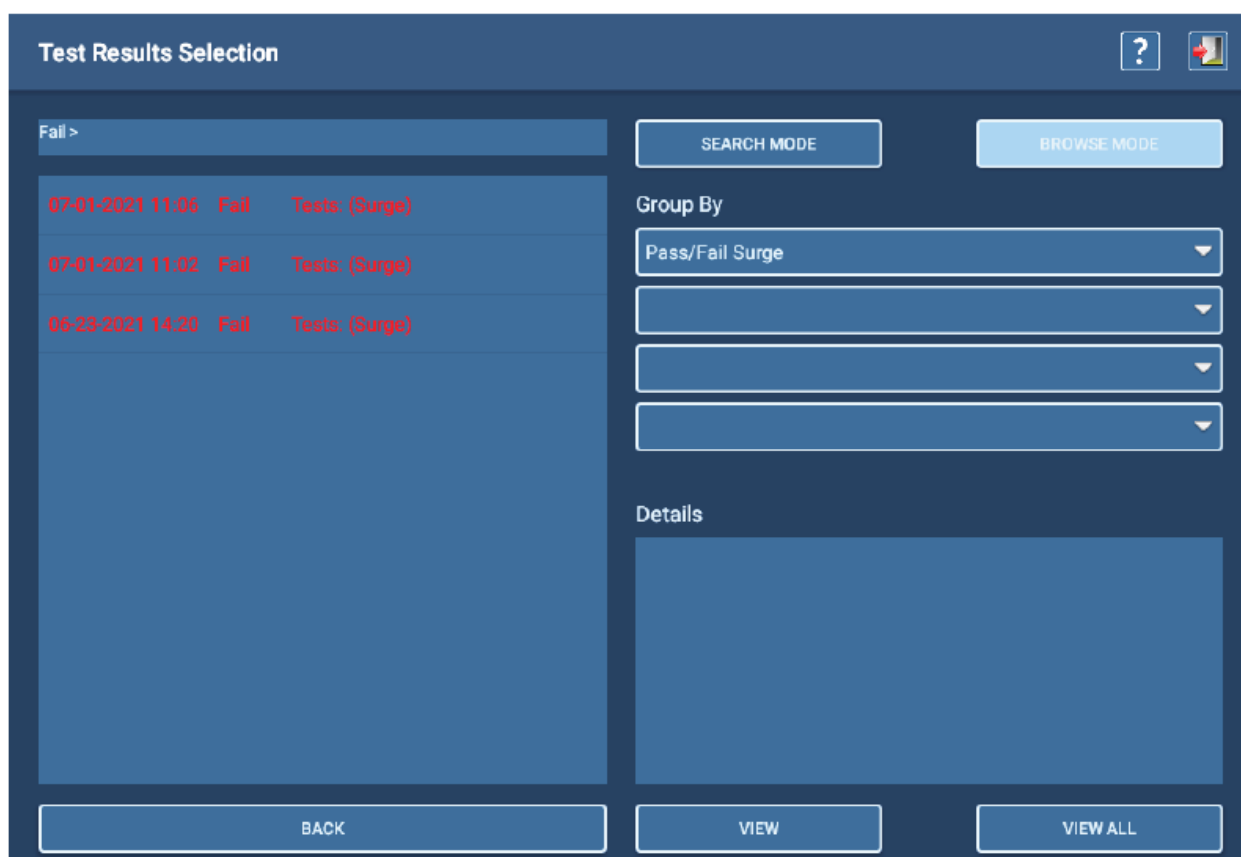 Test Results Selection
?
Fail >
SEARCH MODE
BROWSE MODE
07-01-2021 11:06 Fail Tests: (Surge)
07-01-2021 11:02 Fail Tests: (Surge)
06-23-2021 14:20 Fail Tests: (Surge)
Group By
Pass/Fail Surge
Details
BACK
VIEW
VIEW ALL